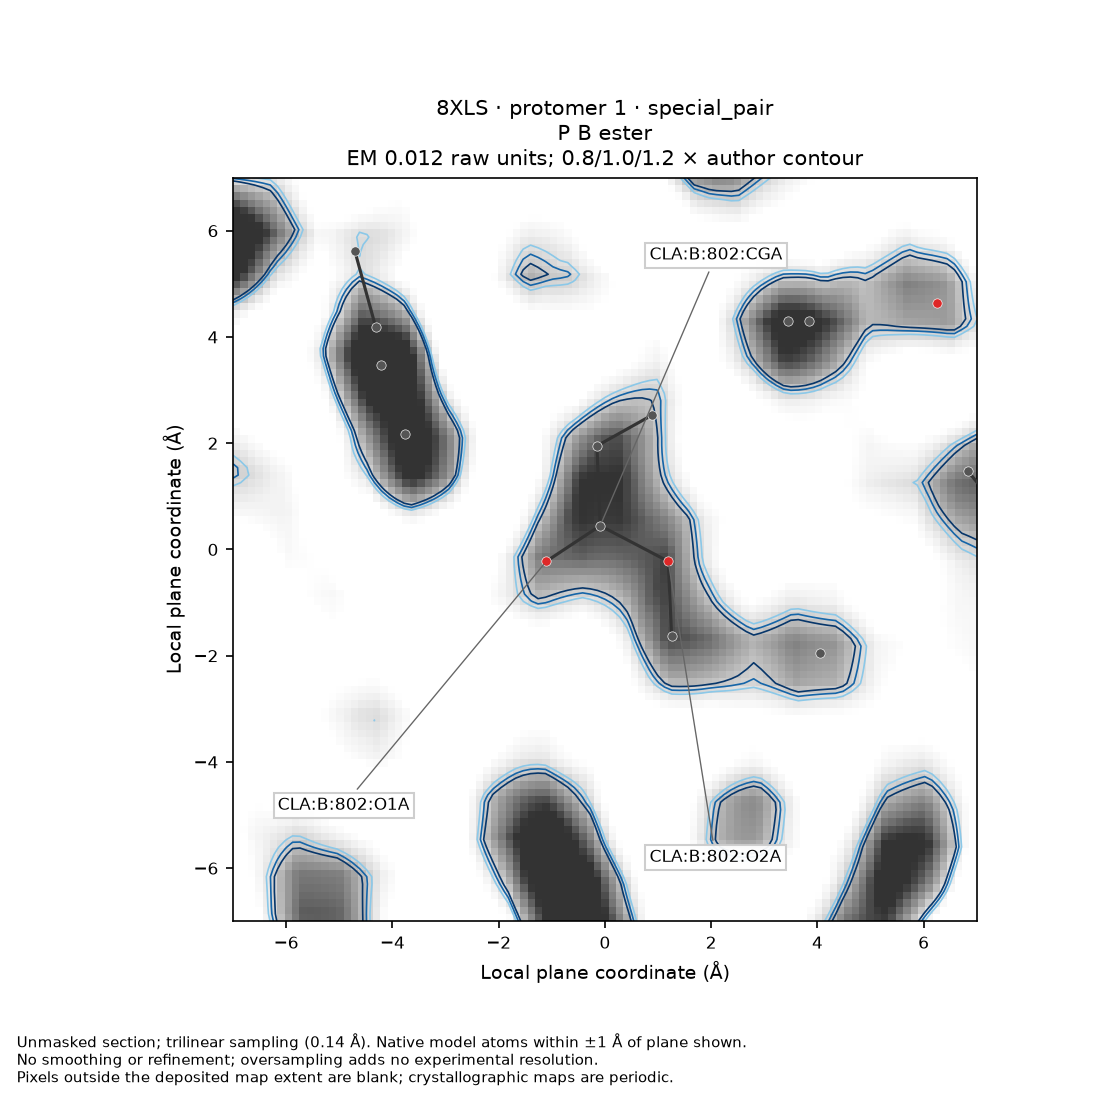 8XLS · protomer 1 · special_pair
P B ester
EM 0.012 raw units; 0.8/1.0/1.2 × author contour
CLA:B:802:CGA
CLA:B:802:O1A
CLA:B:802:O2A
6
4
2
0
−2
−4
−6
Local plane coordinate (Å)
−6 −4 −2 0 2 4 6
Local plane coordinate (Å)
Unmasked section; trilinear sampling (0.14 Å). Native model atoms within ±1 Å of plane shown.
No smoothing or refinement; oversampling adds no experimental resolution.
Pixels outside the deposited map extent are blank; crystallographic maps are periodic.